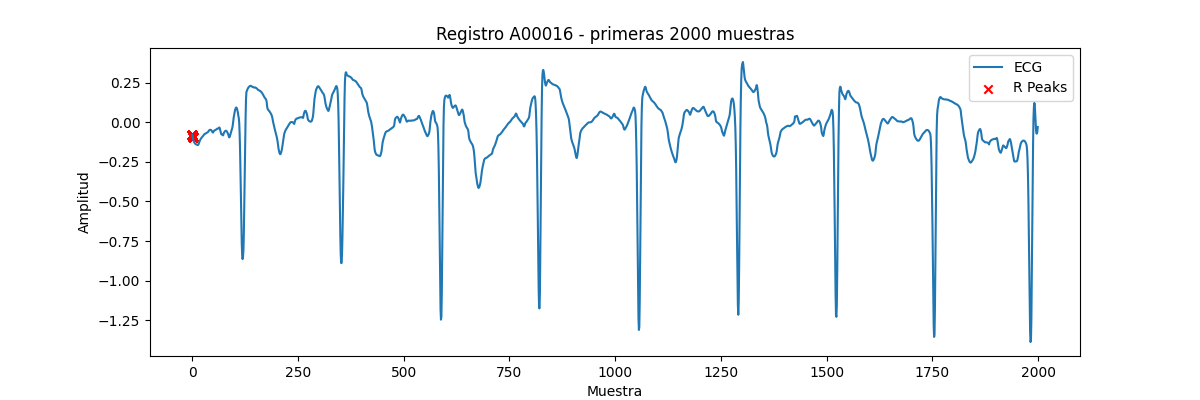 Registro A00016 - primeras 2000 muestras
ECG
R Peaks
Amplitud
0.25
0.00
−0.25
−0.50
−0.75
−1.00
−1.25
0 250 500 750 1000 1250 1500 1750 2000
Muestra